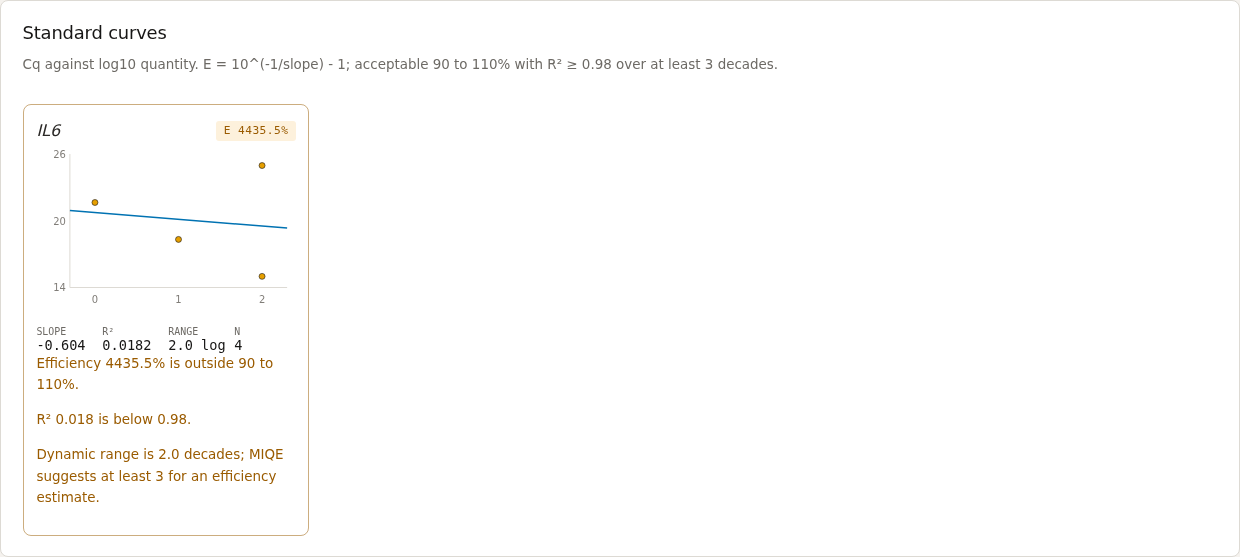 Standard curves
Cq against log10 quantity. E = 10^(-1/slope) - 1; acceptable 90 to 110% with R² ≥ 0.98 over at least 3 decades.
IL6
E 4435.5%
26
20
14
0 1 2
SLOPE R² RANGE N
-0.604 0.0182 2.0 log 4
Efficiency 4435.5% is outside 90 to
110%.
R² 0.018 is below 0.98.
Dynamic range is 2.0 decades; MIQE
suggests at least 3 for an efficiency
estimate.